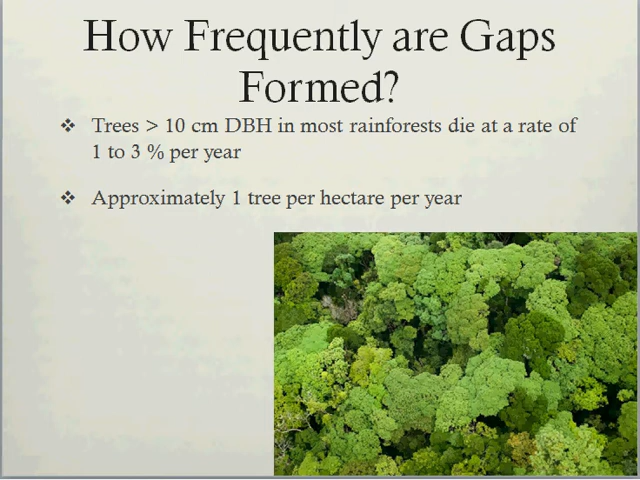 How Frequently are Gaps
Formed?
❖ Trees > 10 cm DBH in most rainforests die at a rate of
1 to 3 % per year
❖ Approximately 1 tree per hectare per year